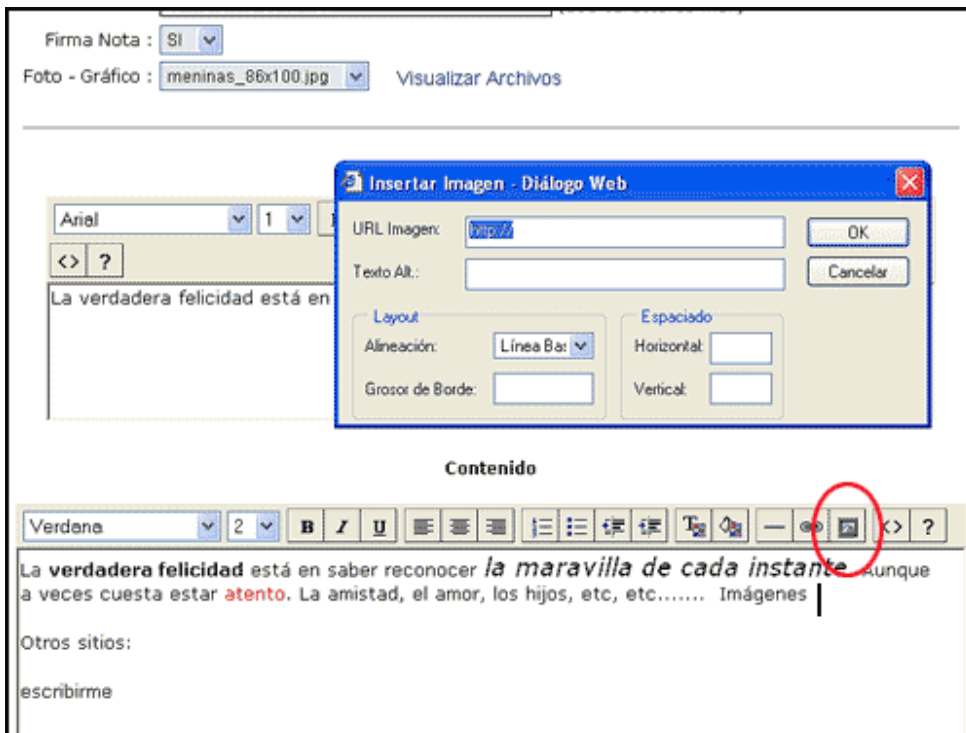 Firma Nota : SI
Foto - Gráfico : meninas_86x100.jpg Visualizar Archivos
Insertar Imagen - Diálogo Web
URL Imagen: http:// OK
Texto Alt.: Cancelar
Layout Espaciado
Alineación: Línea Bas Horizontal:
Grosor de Borde: Vertical:
Arial 1
<> ?
La verdadera felicidad está en
Contenido
Verdana 2 B I U <> ?
La verdadera felicidad está en saber reconocer la maravilla de cada instante. Aunque
a veces cuesta estar atento. La amistad, el amor, los hijos, etc, etc....... Imágenes
Otros sitios:
escribirme